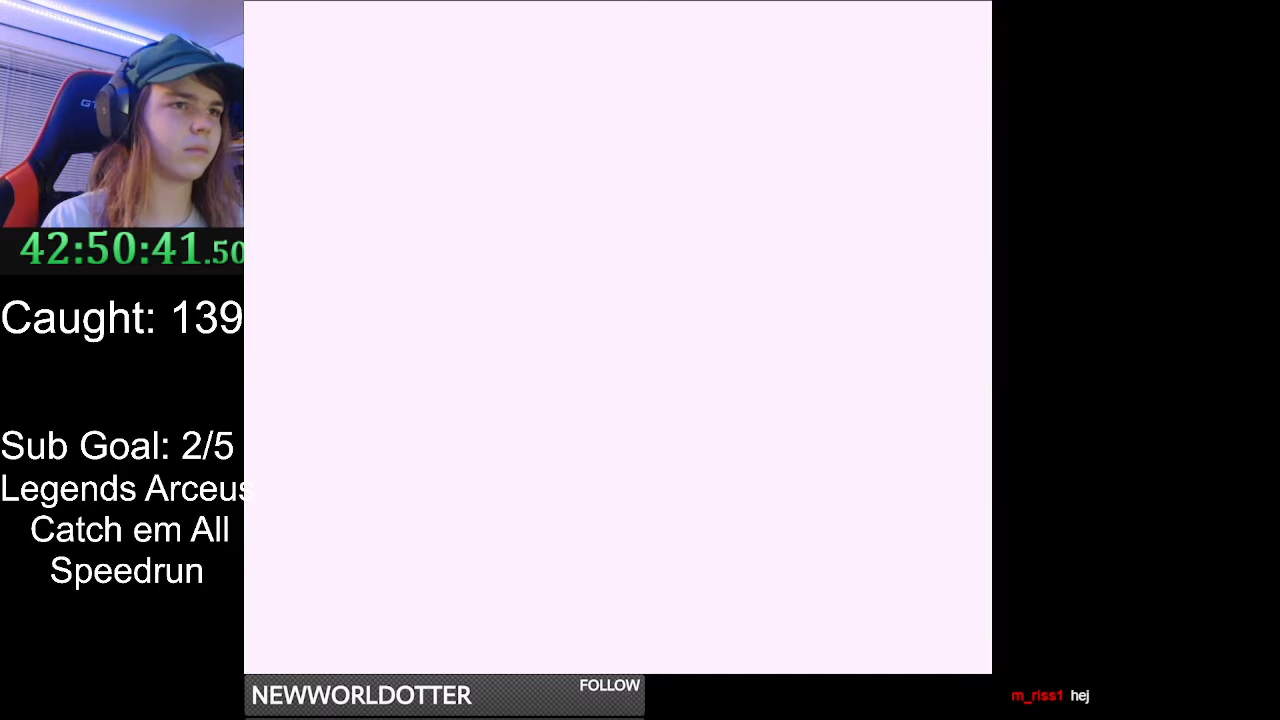 42:50:41.50
Caught: 139
Sub Goal: 2/5
Legends Arceus
Catch em All
Speedrun
NEWWORLDOTTER
FOLLOW
m_riss1 hej